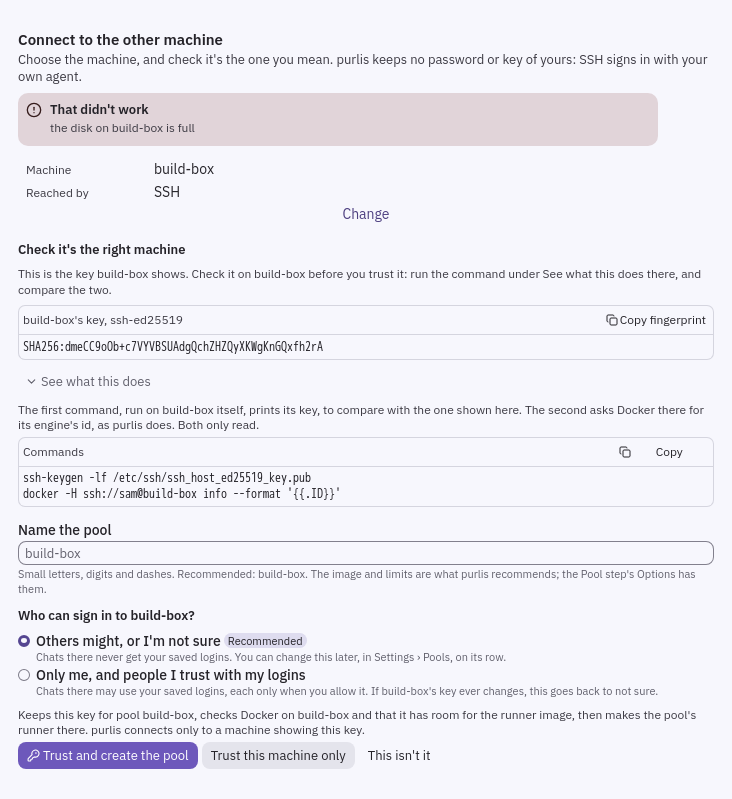 Connect to the other machine
Choose the machine, and check it's the one you mean. purlis keeps no password or key of yours: SSH signs in with your
own agent.
That didn't work
the disk on build-box is full
Machine build-box
Reached by SSH
Change
Check it's the right machine
This is the key build-box shows. Check it on build-box before you trust it: run the command under See what this does there, and
compare the two.
build-box's key, ssh-ed25519 Copy fingerprint
SHA256:dmeCC9oOb+c7VYVBSUAdgQchZHZQyXKWgKnGQxfh2rA
See what this does
The first command, run on build-box itself, prints its key, to compare with the one shown here. The second asks Docker there for
its engine's id, as purlis does. Both only read.
Commands Copy
ssh-keygen -lf /etc/ssh/ssh_host_ed25519_key.pub
docker -H ssh://sam@build-box info --format '{{.ID}}'
Name the pool
build-box
Small letters, digits and dashes. Recommended: build-box. The image and limits are what purlis recommends; the Pool step's Options has
them.
Who can sign in to build-box?
Others might, or I'm not sure Recommended
Chats there never get your saved logins. You can change this later, in Settings › Pools, on its row.
Only me, and people I trust with my logins
Chats there may use your saved logins, each only when you allow it. If build-box's key ever changes, this goes back to not sure.
Keeps this key for pool build-box, checks Docker on build-box and that it has room for the runner image, then makes the pool's
runner there. purlis connects only to a machine showing this key.
Trust and create the pool Trust this machine only This isn't it